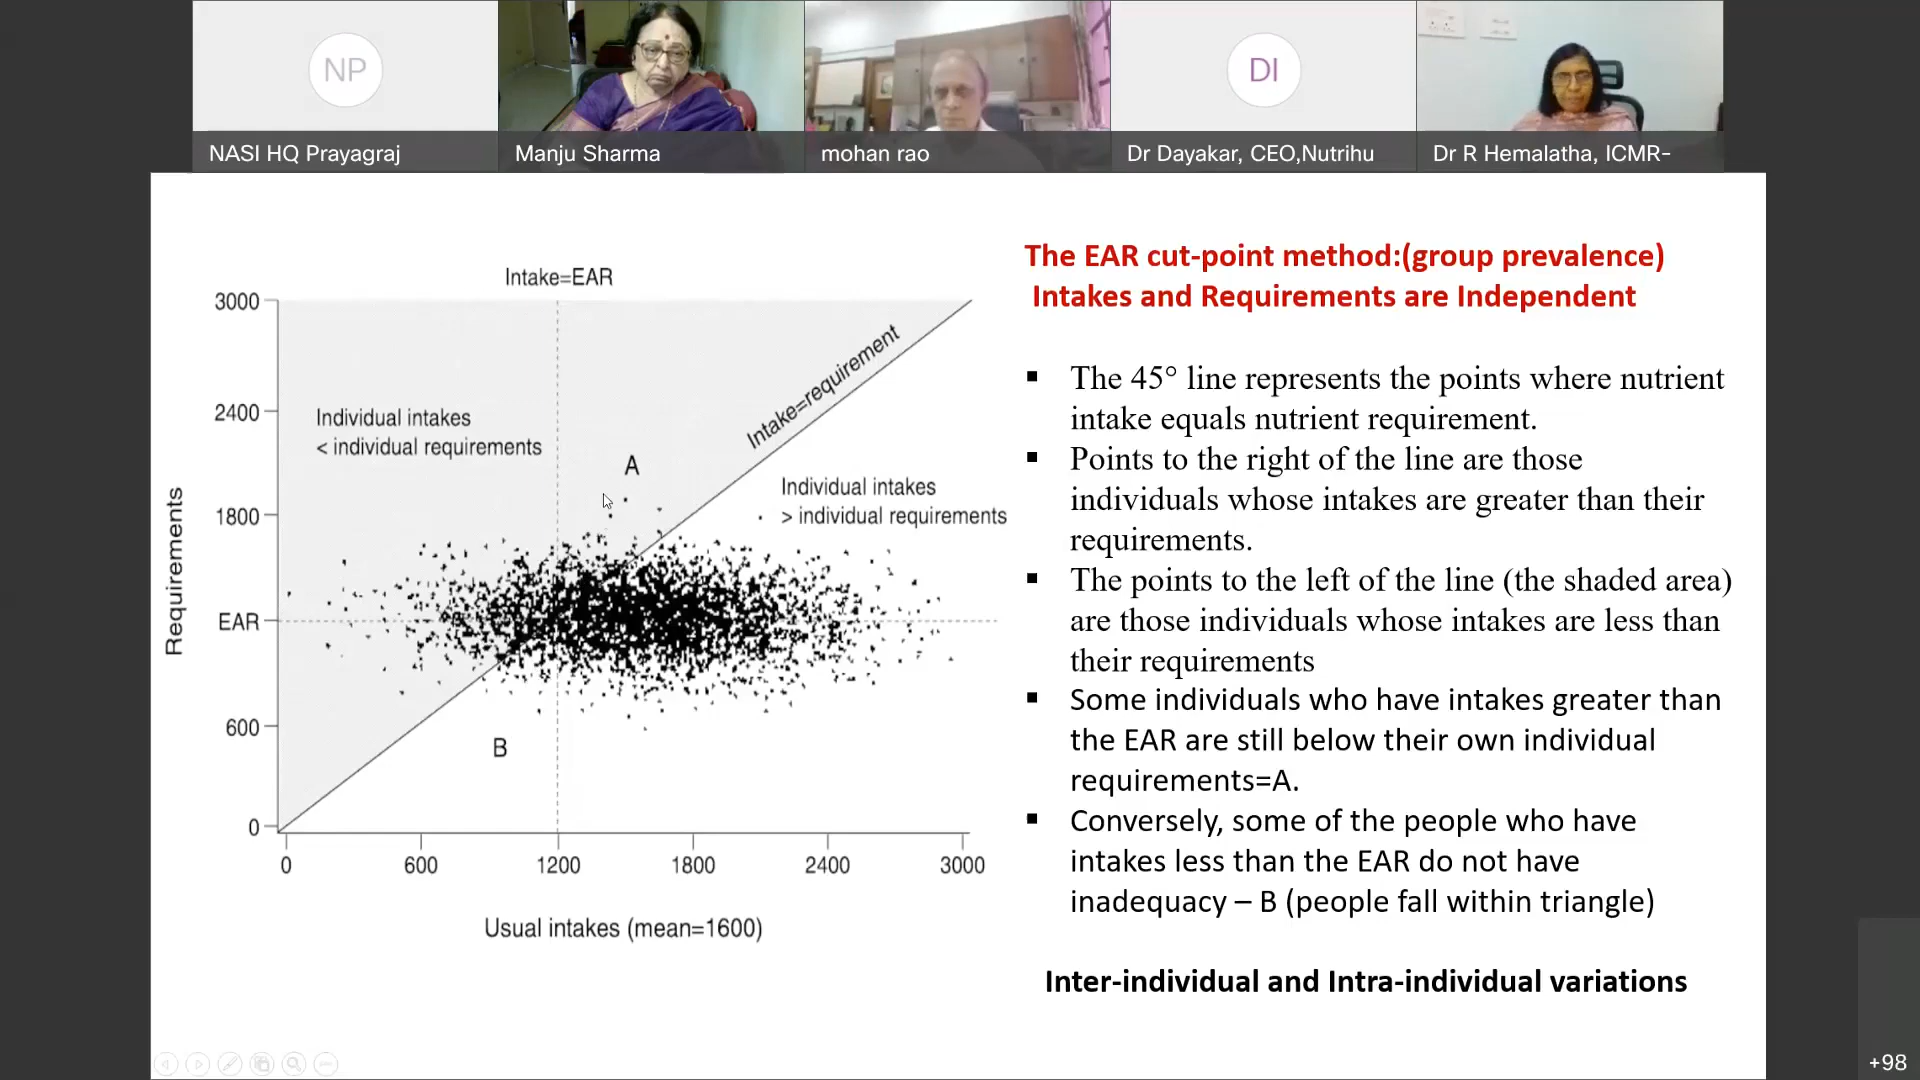 NP
DI
NASI HQ Prayagraj
Manju Sharma
mohan rao
Dr Dayakar, CEO,Nutrihu
Dr R Hemalatha, ICMR-
Intake=EAR
3000
2400
1800
EAR
600
0
Requirements
Individual intakes
< individual requirements
A
Intake=requirement
Individual intakes
> individual requirements
B
0
600
1200
1800
2400
3000
Usual intakes (mean=1600)
The EAR cut-point method:(group prevalence)
Intakes and Requirements are Independent
▪ The 45° line represents the points where nutrient
intake equals nutrient requirement.
▪ Points to the right of the line are those
individuals whose intakes are greater than their
requirements.
▪ The points to the left of the line (the shaded area)
are those individuals whose intakes are less than
their requirements
▪ Some individuals who have intakes greater than
the EAR are still below their own individual
requirements=A.
▪ Conversely, some of the people who have
intakes less than the EAR do not have
inadequacy – B (people fall within triangle)
Inter-individual and Intra-individual variations
+98